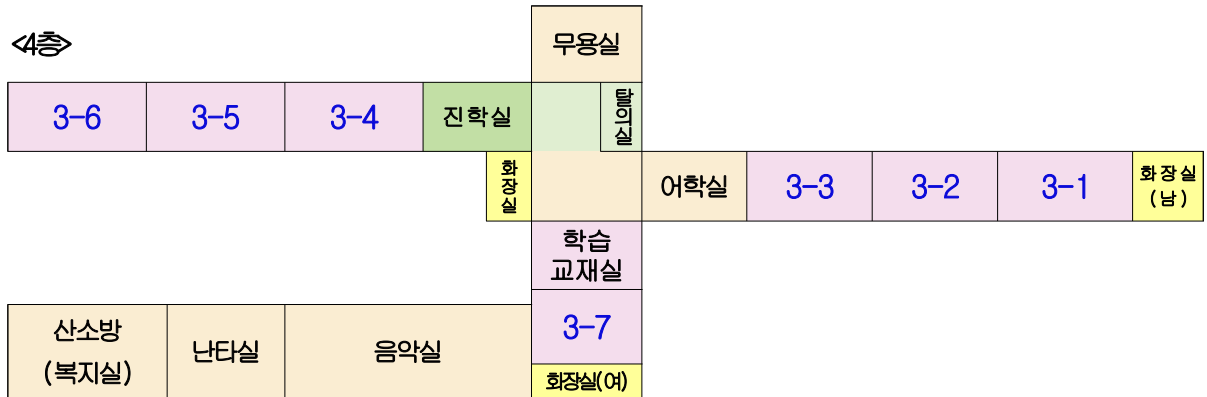 <4층>
무용실
3-6
3-5
3-4
진학실
탈의실
화장실
어학실
3-3
3-2
3-1
화장실
(남)
학습
교재실
3-7
산소방
(복지실)
난타실
음악실
화장실(여)